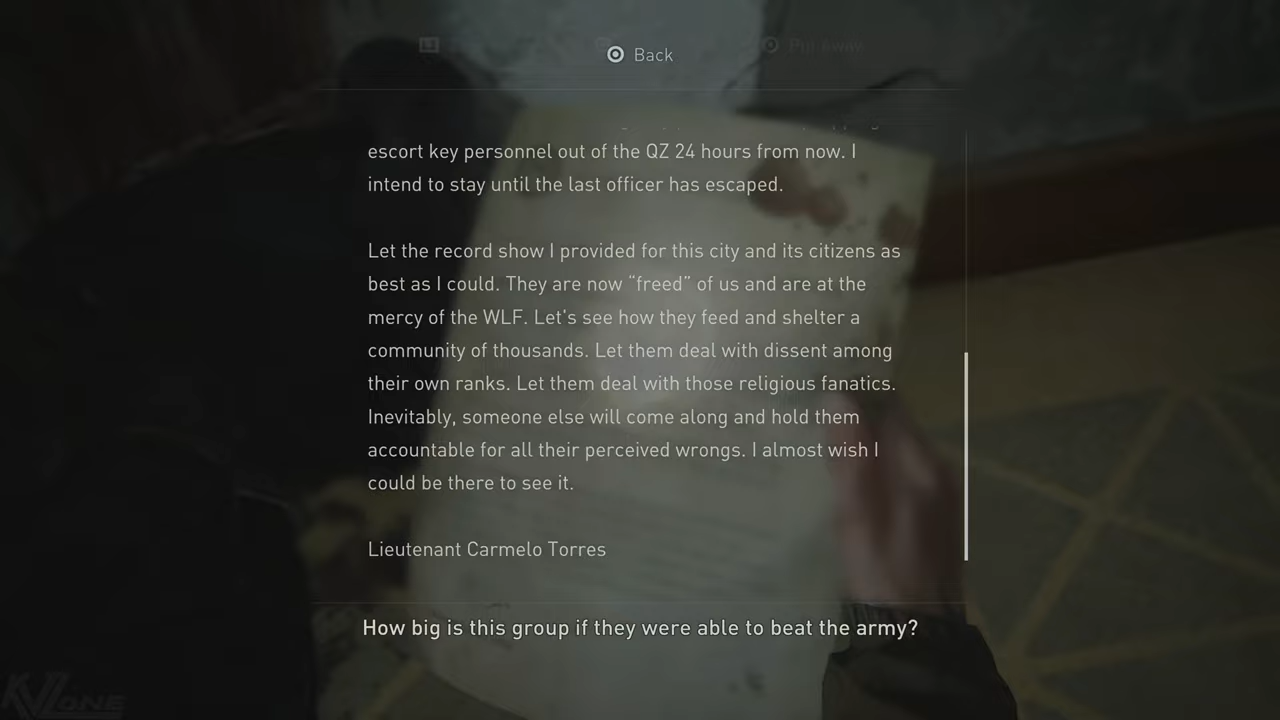 Back
Put Away
escort key personnel out of the QZ 24 hours from now. I
intend to stay until the last officer has escaped.
Let the record show I provided for this city and its citizens as
best as I could. They are now “freed” of us and are at the
mercy of the WLF. Let's see how they feed and shelter a
community of thousands. Let them deal with dissent among
their own ranks. Let them deal with those religious fanatics.
Inevitably, someone else will come along and hold them
accountable for all their perceived wrongs. I almost wish I
could be there to see it.
Lieutenant Carmelo Torres
How big is this group if they were able to beat the army?